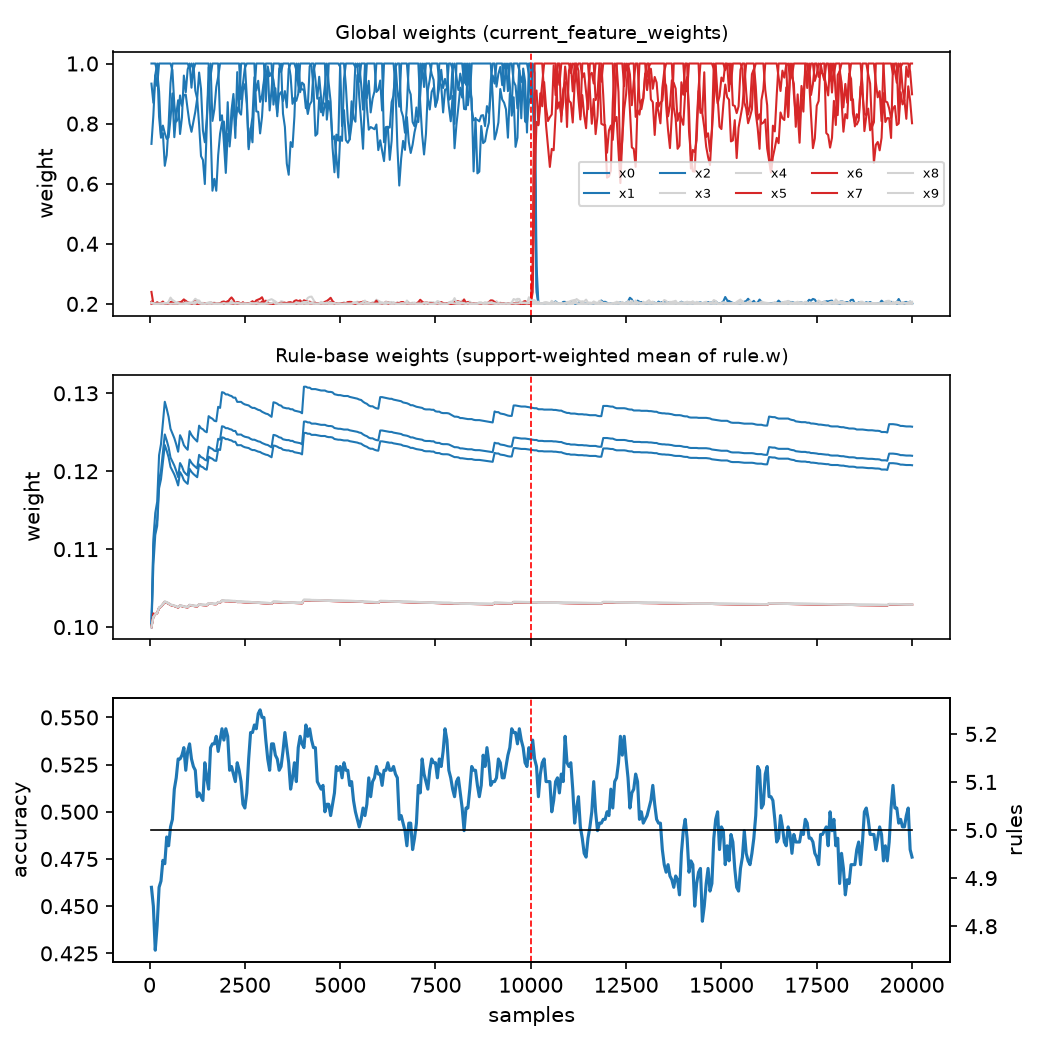 Global weights (current_feature_weights)
1.0
0.8
0.6
0.4
0.2
weight
x0 x2 x4 x6 x8
x1 x3 x5 x7 x9
Rule-base weights (support-weighted mean of rule.w)
0.13
0.12
0.11
0.10
weight
0.550
0.525
0.500
0.475
0.450
0.425
accuracy
5.2
5.1
5.0
4.9
4.8
rules
0 2500 5000 7500 10000 12500 15000 17500 20000
samples